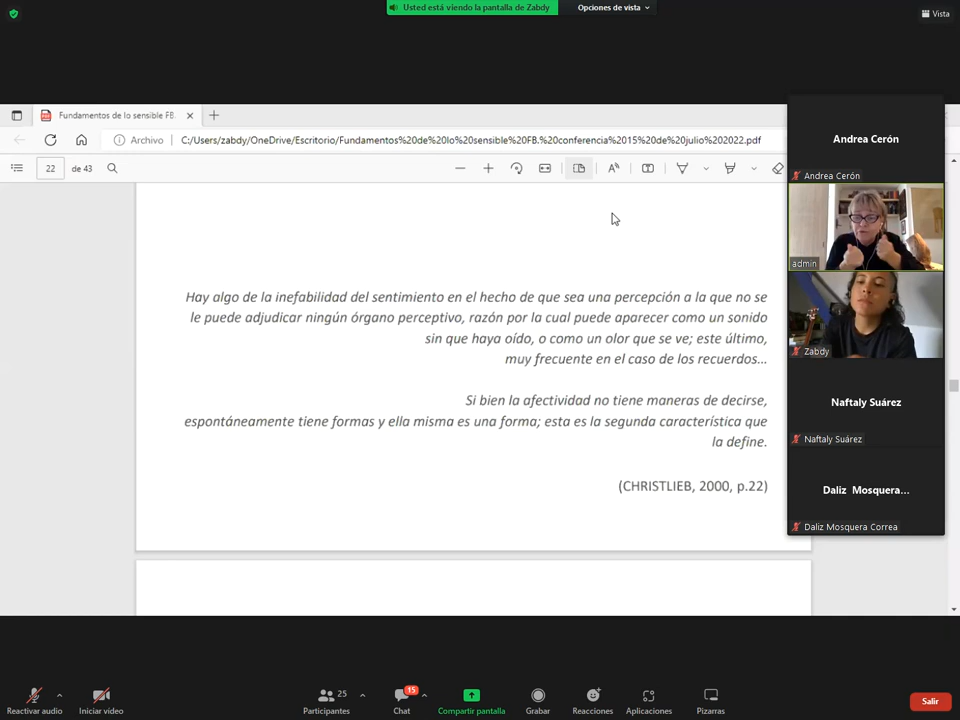 Usted está viendo la pantalla de Zabdy
Opciones de vista
Vista
Fundamentos de lo sensible FB.
Archivo
C:/Users/zabdy/OneDrive/Escritorio/Fundamentos%20de%20lo%20sensible%20FB.%20conferencia%2015%20de%20julio%202022.pdf
22
de 43
Andrea Cerón
Andrea Cerón
admin
Zabdy
Naftaly Suárez
Naftaly Suárez
Daliz Mosquera...
Daliz Mosquera Correa
Hay algo de la inefabilidad del sentimiento en el hecho de que sea una percepción a la que no se
le puede adjudicar ningún órgano perceptivo, razón por la cual puede aparecer como un sonido
sin que haya oído, o como un olor que se ve; este último,
muy frecuente en el caso de los recuerdos...
Si bien la afectividad no tiene maneras de decirse,
espontáneamente tiene formas y ella misma es una forma; esta es la segunda característica que
la define.
(CHRISTLIEB, 2000, p.22)
Reactivar audio
Iniciar video
25
Participantes
15
Chat
Compartir pantalla
Grabar
Reacciones
Aplicaciones
Pizarras
Salir